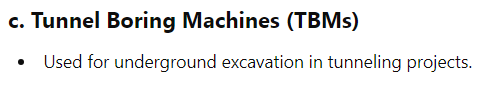 c. Tunnel Boring Machines (TBMs)
• Used for underground excavation in tunneling projects.